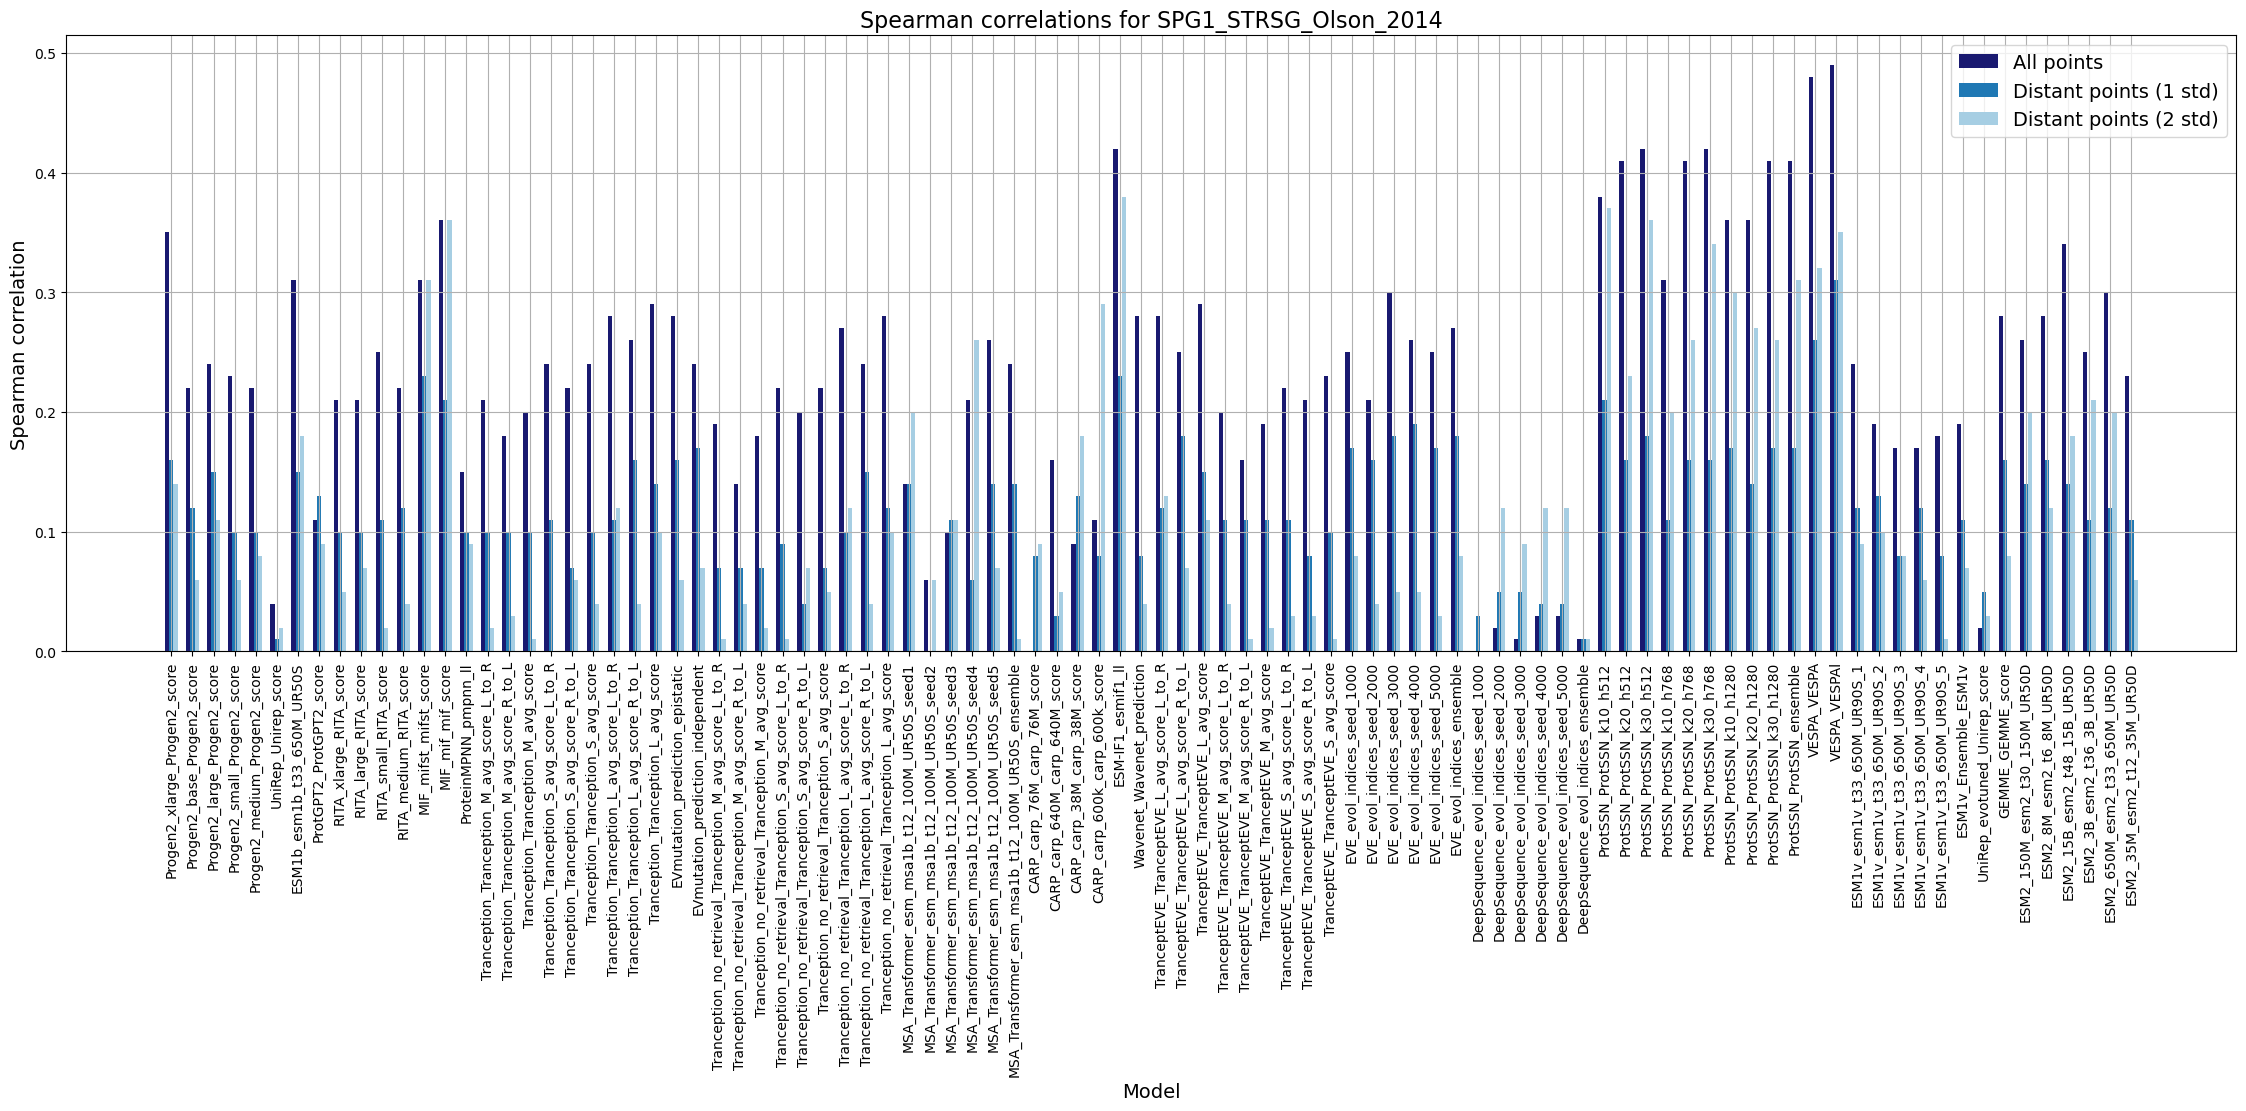 Spearman correlations for SPG1_STRSG_Olson_2014
All points
Distant points (1 std)
Distant points (2 std)
Spearman correlation
0.5
0.4
0.3
0.2
0.1
0.0
Progen2_xlarge_Progen2_score
Progen2_base_Progen2_score
Progen2_large_Progen2_score
Progen2_small_Progen2_score
Progen2_medium_Progen2_score
UniRep_Unirep_score
ESM1b_esm1b_t33_650M_UR50S
ProtGPT2_ProtGPT2_score
RITA_xlarge_RITA_score
RITA_large_RITA_score
RITA_small_RITA_score
RITA_medium_RITA_score
MIF_mifst_mifst_score
MIF_mif_mif_score
ProteinMPNN_pmpnn_ll
Tranception_Tranception_M_avg_score_L_to_R
Tranception_Tranception_M_avg_score_R_to_L
Tranception_Tranception_M_avg_score
Tranception_Tranception_S_avg_score_L_to_R
Tranception_Tranception_S_avg_score_R_to_L
Tranception_Tranception_S_avg_score
Tranception_Tranception_L_avg_score_L_to_R
Tranception_Tranception_L_avg_score_R_to_L
Tranception_Tranception_L_avg_score
EVmutation_prediction_epistatic
EVmutation_prediction_independent
Tranception_no_retrieval_Tranception_M_avg_score_L_to_R
Tranception_no_retrieval_Tranception_M_avg_score_R_to_L
Tranception_no_retrieval_Tranception_M_avg_score
Tranception_no_retrieval_Tranception_S_avg_score_L_to_R
Tranception_no_retrieval_Tranception_S_avg_score_R_to_L
Tranception_no_retrieval_Tranception_S_avg_score
Tranception_no_retrieval_Tranception_L_avg_score_L_to_R
Tranception_no_retrieval_Tranception_L_avg_score_R_to_L
Tranception_no_retrieval_Tranception_L_avg_score
MSA_Transformer_esm_msa1b_t12_100M_UR50S_seed1
MSA_Transformer_esm_msa1b_t12_100M_UR50S_seed2
MSA_Transformer_esm_msa1b_t12_100M_UR50S_seed3
MSA_Transformer_esm_msa1b_t12_100M_UR50S_seed4
MSA_Transformer_esm_msa1b_t12_100M_UR50S_seed5
MSA_Transformer_esm_msa1b_t12_100M_UR50S_ensemble
CARP_carp_76M_carp_76M_score
CARP_carp_640M_carp_640M_score
CARP_carp_38M_carp_38M_score
CARP_carp_600k_carp_600k_score
ESM-IF1_esmif1_ll
Wavenet_Wavenet_prediction
TranceptEVE_TranceptEVE_L_avg_score_L_to_R
TranceptEVE_TranceptEVE_L_avg_score_R_to_L
TranceptEVE_TranceptEVE_L_avg_score
TranceptEVE_TranceptEVE_M_avg_score_L_to_R
TranceptEVE_TranceptEVE_M_avg_score_R_to_L
TranceptEVE_TranceptEVE_M_avg_score
TranceptEVE_TranceptEVE_S_avg_score_L_to_R
TranceptEVE_TranceptEVE_S_avg_score_R_to_L
TranceptEVE_TranceptEVE_S_avg_score
EVE_evol_indices_seed_1000
EVE_evol_indices_seed_2000
EVE_evol_indices_seed_3000
EVE_evol_indices_seed_4000
EVE_evol_indices_seed_5000
EVE_evol_indices_ensemble
DeepSequence_evol_indices_seed_1000
DeepSequence_evol_indices_seed_2000
DeepSequence_evol_indices_seed_3000
DeepSequence_evol_indices_seed_4000
DeepSequence_evol_indices_seed_5000
DeepSequence_evol_indices_ensemble
ProtSSN_ProtSSN_k10_h512
ProtSSN_ProtSSN_k20_h512
ProtSSN_ProtSSN_k30_h512
ProtSSN_ProtSSN_k10_h768
ProtSSN_ProtSSN_k20_h768
ProtSSN_ProtSSN_k30_h768
ProtSSN_ProtSSN_k10_h1280
ProtSSN_ProtSSN_k20_h1280
ProtSSN_ProtSSN_k30_h1280
ProtSSN_ProtSSN_ensemble
VESPA_VESPA
VESPA_VESPAl
ESM1v_esm1v_t33_650M_UR90S_1
ESM1v_esm1v_t33_650M_UR90S_2
ESM1v_esm1v_t33_650M_UR90S_3
ESM1v_esm1v_t33_650M_UR90S_4
ESM1v_esm1v_t33_650M_UR90S_5
ESM1v_Ensemble_ESM1v
UniRep_evotuned_Unirep_score
GEMME_GEMME_score
ESM2_150M_esm2_t30_150M_UR50D
ESM2_8M_esm2_t6_8M_UR50D
ESM2_15B_esm2_t48_15B_UR50D
ESM2_3B_esm2_t36_3B_UR50D
ESM2_650M_esm2_t33_650M_UR50D
ESM2_35M_esm2_t12_35M_UR50D
Model